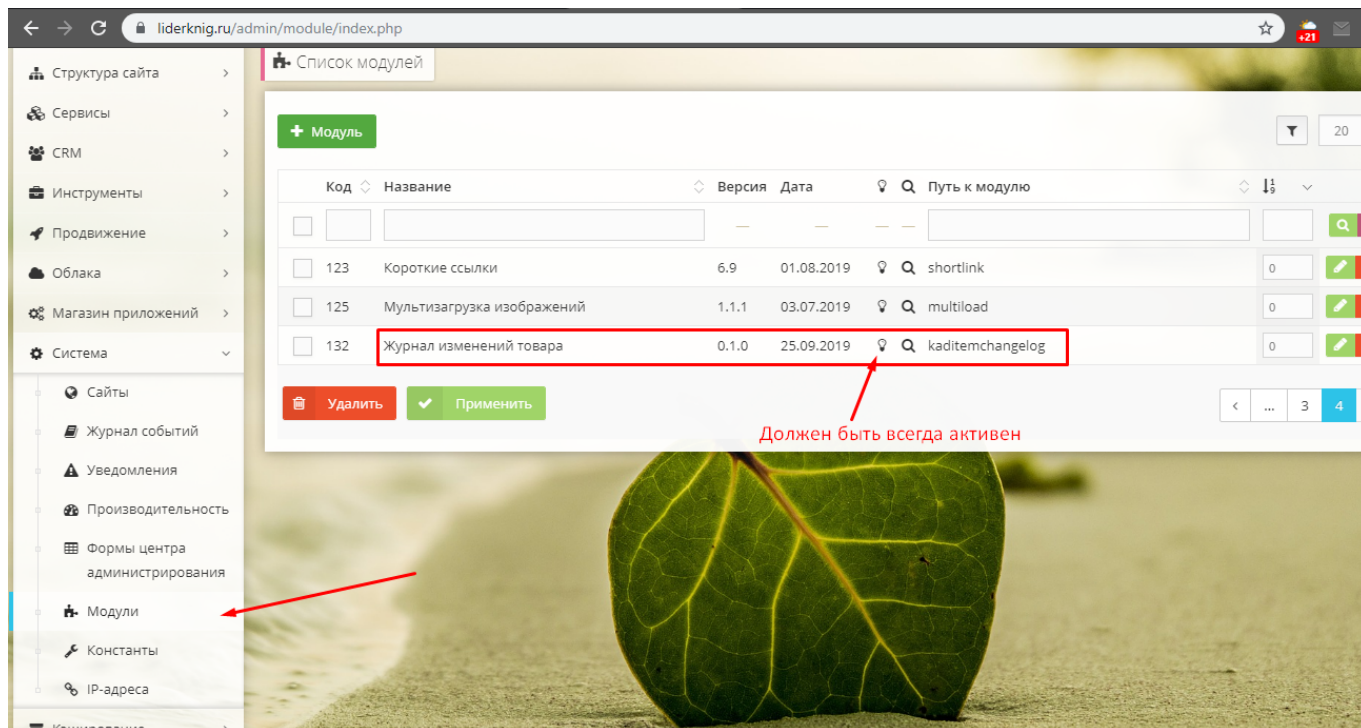 liderknig.ru/admin/module/index.php
+21
Структура сайта
Сервисы
CRM
Инструменты
Продвижение
Облака
Магазин приложений
Система
Сайты
Журнал событий
Уведомления
Производительность
Формы центра
администрирования
Модули
Константы
IP-адреса
Список модулей
Модуль
20
Код Название Версия Дата Путь к модулю
123 Короткие ссылки 6.9 01.08.2019 shortlink 0
125 Мультизагрузка изображений 1.1.1 03.07.2019 multiload 0
132 Журнал изменений товара 0.1.0 25.09.2019 kaditemchangelog 0
Удалить Применить
‹ ... 3 4
Должен быть всегда активен